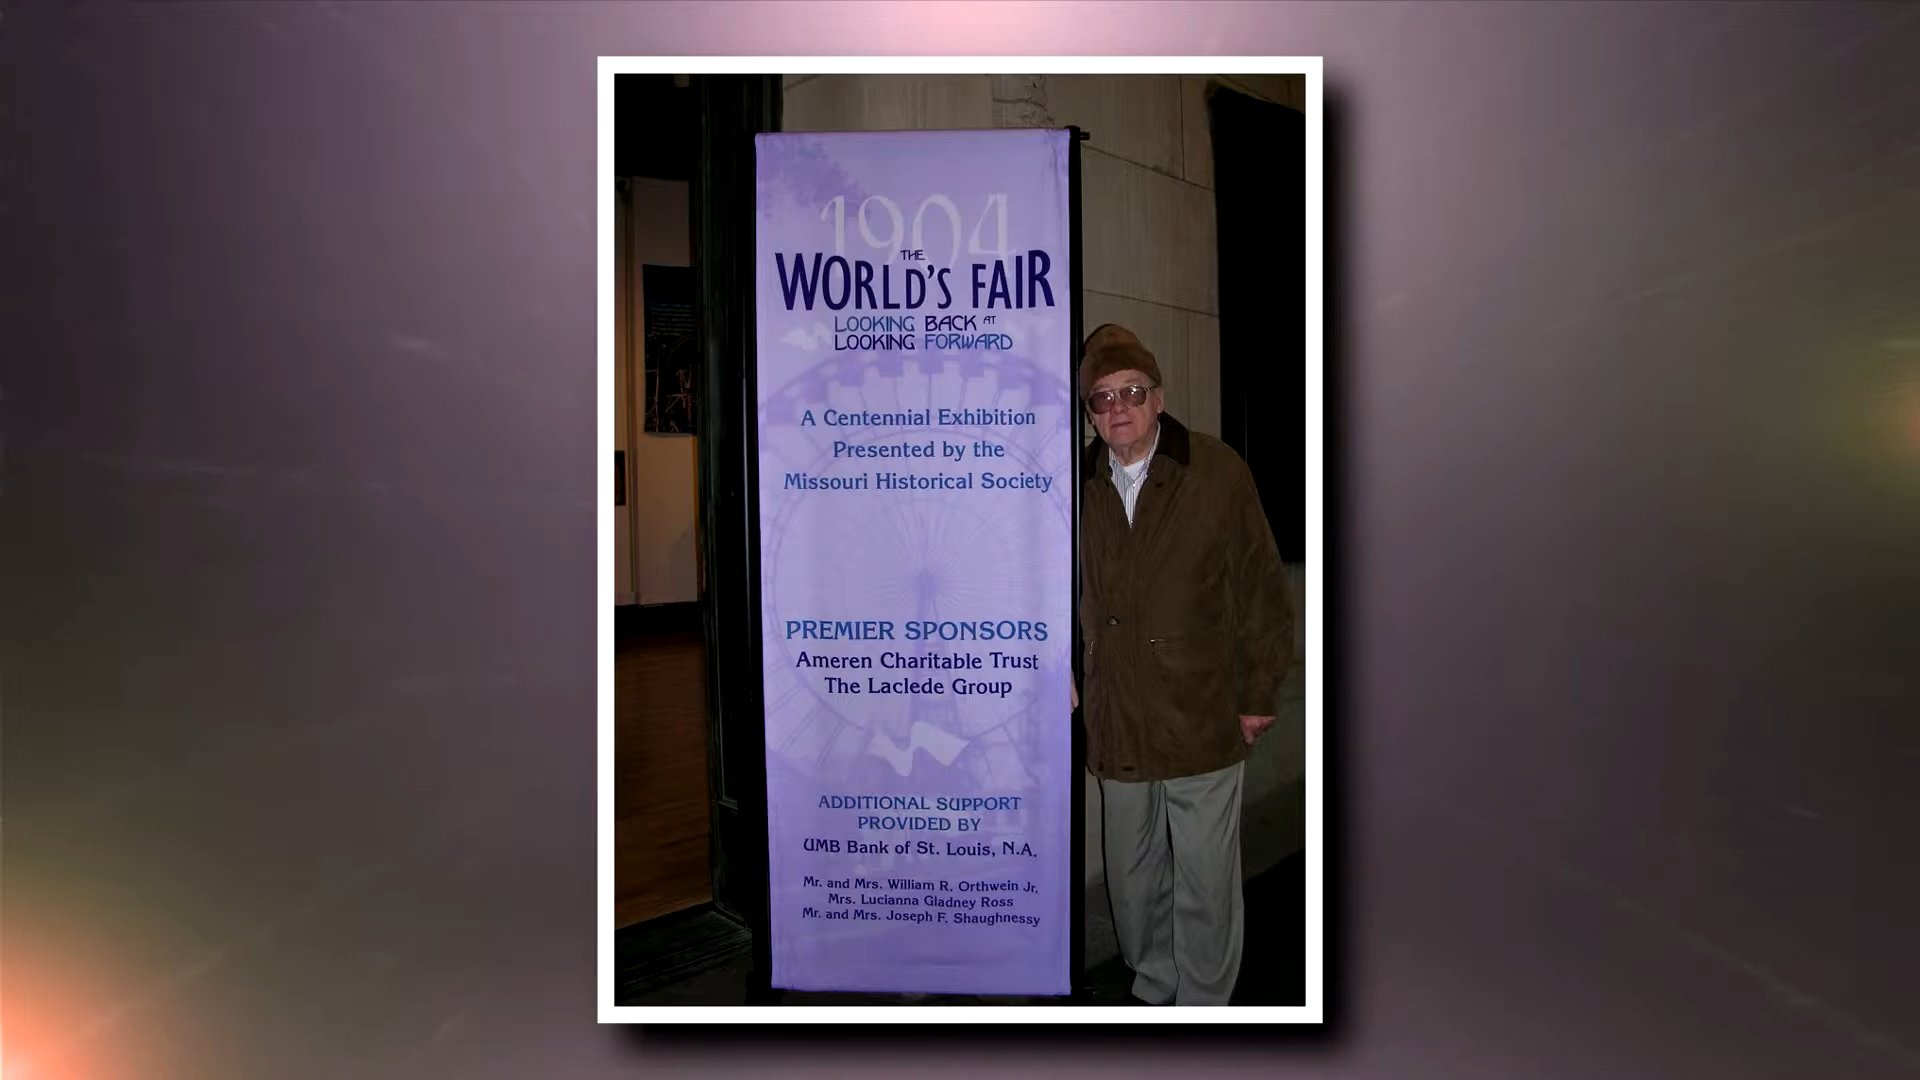 1904
THE
WORLD'S FAIR
LOOKING BACK AT
LOOKING FORWARD
A Centennial Exhibition
Presented by the
Missouri Historical Society
PREMIER SPONSORS
Ameren Charitable Trust
The Laclede Group
ADDITIONAL SUPPORT
PROVIDED BY
UMB Bank of St. Louis, N.A.
Mr. and Mrs. William R. Orthwein Jr.
Mrs. Lucianna Gladney Ross
Mr. and Mrs. Joseph F. Shaughnessy